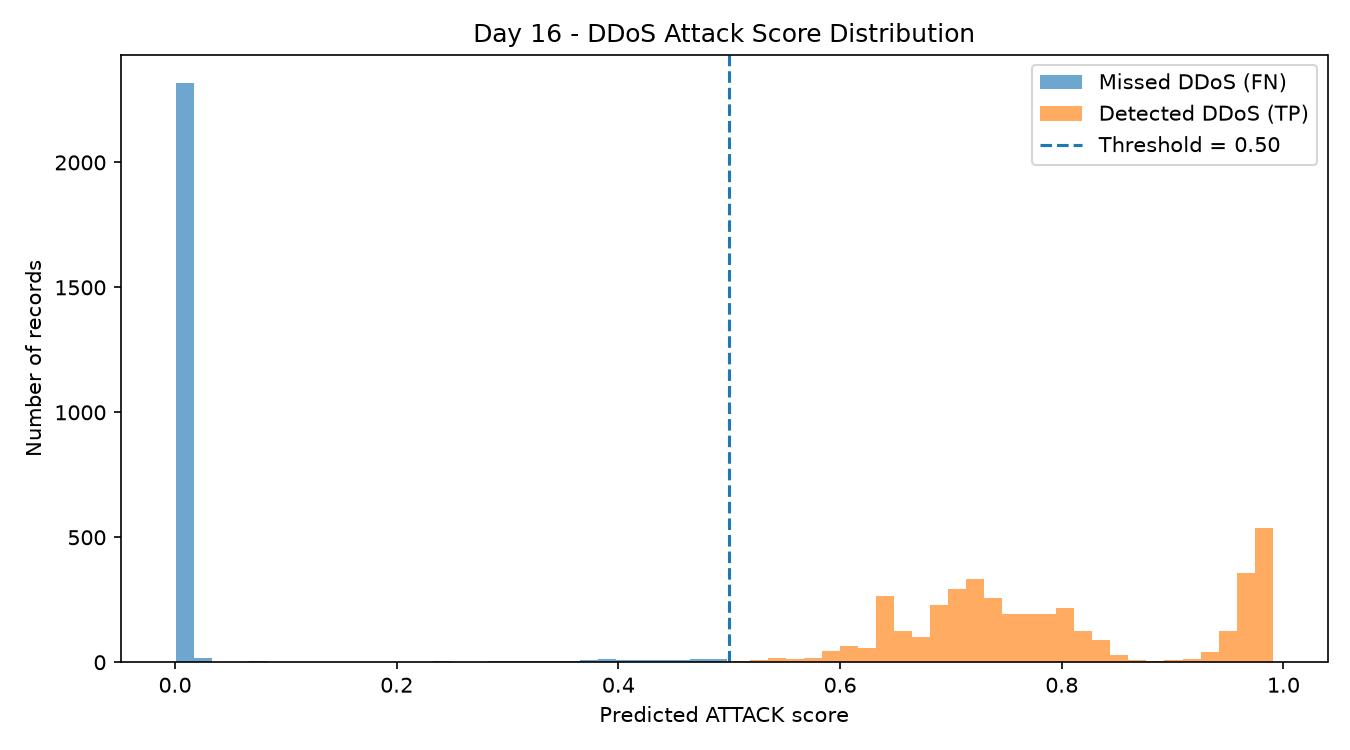 Day 16 - DDoS Attack Score Distribution
Missed DDoS (FN)
Detected DDoS (TP)
Threshold = 0.50
Number of records
2000
1500
1000
500
0
0.0 0.2 0.4 0.6 0.8 1.0
Predicted ATTACK score